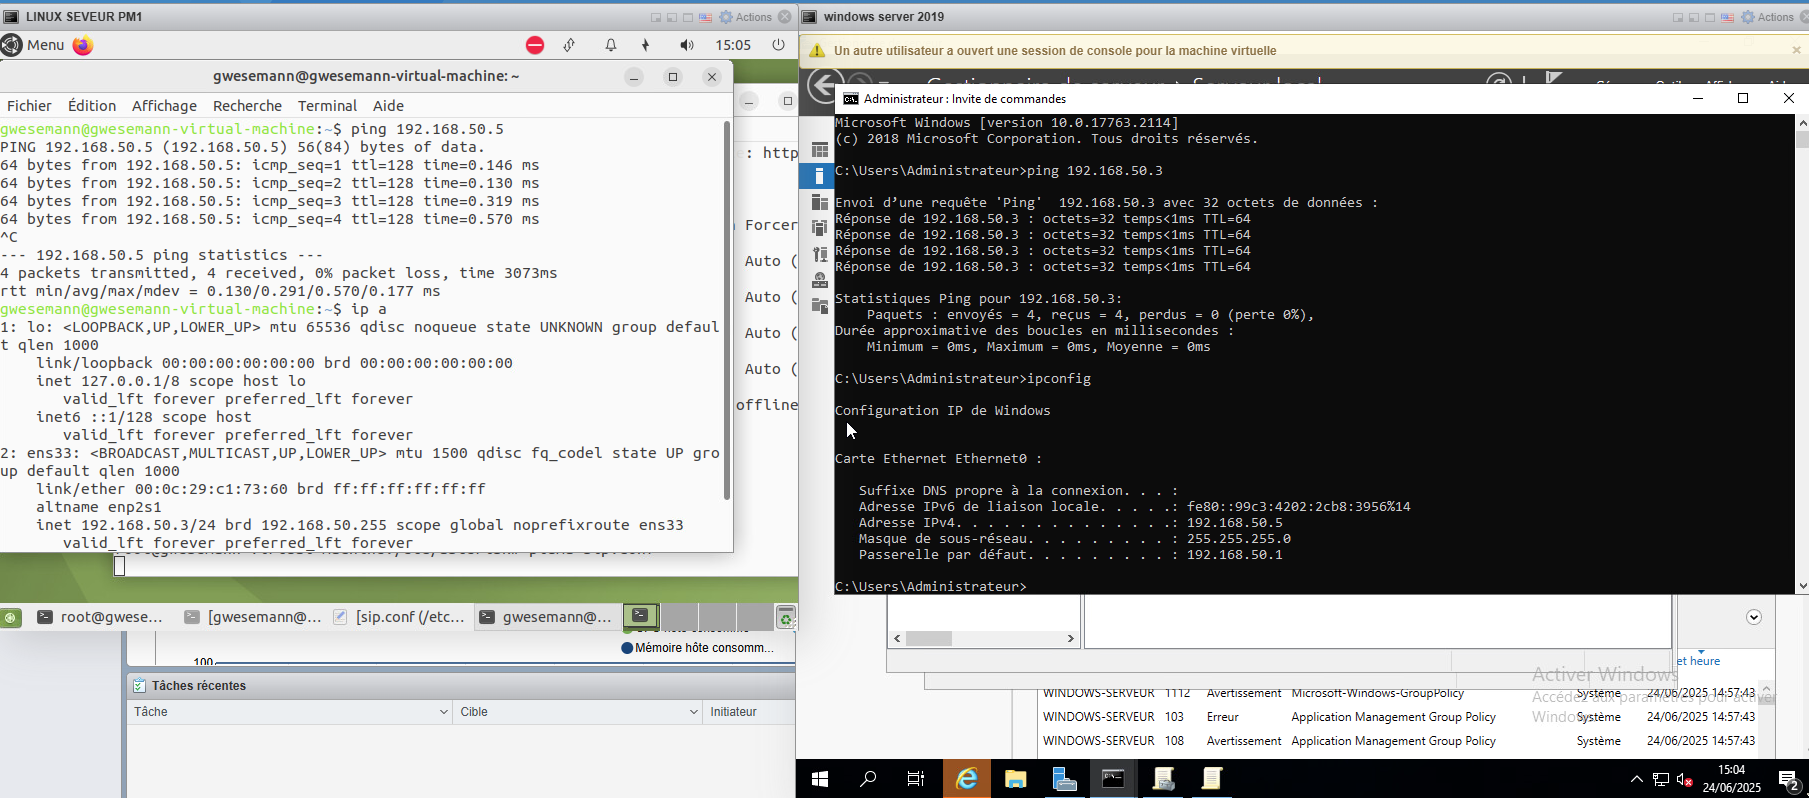 LINUX SEVEUR PM1
Actions
Menu
15:05
gwesemann@gwesemann-virtual-machine: ~
Fichier Édition Affichage Recherche Terminal Aide
gwesemann@gwesemann-virtual-machine:~$ ping 192.168.50.5
PING 192.168.50.5 (192.168.50.5) 56(84) bytes of data.
64 bytes from 192.168.50.5: icmp_seq=1 ttl=128 time=0.146 ms
64 bytes from 192.168.50.5: icmp_seq=2 ttl=128 time=0.130 ms
64 bytes from 192.168.50.5: icmp_seq=3 ttl=128 time=0.319 ms
64 bytes from 192.168.50.5: icmp_seq=4 ttl=128 time=0.570 ms
^C
--- 192.168.50.5 ping statistics ---
4 packets transmitted, 4 received, 0% packet loss, time 3073ms
rtt min/avg/max/mdev = 0.130/0.291/0.570/0.177 ms
gwesemann@gwesemann-virtual-machine:~$ ip a
1: lo: <LOOPBACK,UP,LOWER_UP> mtu 65536 qdisc noqueue state UNKNOWN group defaul
t qlen 1000
link/loopback 00:00:00:00:00:00 brd 00:00:00:00:00:00
inet 127.0.0.1/8 scope host lo
valid_lft forever preferred_lft forever
inet6 ::1/128 scope host
valid_lft forever preferred_lft forever
2: ens33: <BROADCAST,MULTICAST,UP,LOWER_UP> mtu 1500 qdisc fq_codel state UP gro
up default qlen 1000
link/ether 00:0c:29:c1:73:60 brd ff:ff:ff:ff:ff:ff
altname enp2s1
inet 192.168.50.3/24 brd 192.168.50.255 scope global noprefixroute ens33
valid_lft forever preferred_lft forever
: http
Forcer
Auto (
Auto (
Auto (
Auto (
offline
root@gwese...
[gwesemann@...
[sip.conf (/etc...
gwesemann@...
Mémoire hôte consomm...
100
Tâches récentes
Tâche Cible Initiateur
windows server 2019
Actions
Un autre utilisateur a ouvert une session de console pour la machine virtuelle
Administrateur : Invite de commandes
Microsoft Windows [version 10.0.17763.2114]
(c) 2018 Microsoft Corporation. Tous droits réservés.
C:\Users\Administrateur>ping 192.168.50.3
Envoi d’une requête 'Ping'  192.168.50.3 avec 32 octets de données :
Réponse de 192.168.50.3 : octets=32 temps<1ms TTL=64
Réponse de 192.168.50.3 : octets=32 temps<1ms TTL=64
Réponse de 192.168.50.3 : octets=32 temps<1ms TTL=64
Réponse de 192.168.50.3 : octets=32 temps<1ms TTL=64
Statistiques Ping pour 192.168.50.3:
Paquets : envoyés = 4, reçus = 4, perdus = 0 (perte 0%),
Durée approximative des boucles en millisecondes :
Minimum = 0ms, Maximum = 0ms, Moyenne = 0ms
C:\Users\Administrateur>ipconfig
Configuration IP de Windows
Carte Ethernet Ethernet0 :
Suffixe DNS propre à la connexion. . . :
Adresse IPv6 de liaison locale. . . . .: fe80::99c3:4202:2cb8:3956%14
Adresse IPv4. . . . . . . . . . . . . .: 192.168.50.5
Masque de sous-réseau. . . . . . . . . : 255.255.255.0
Passerelle par défaut. . . . . . . . . : 192.168.50.1
C:\Users\Administrateur>
et heure
Activer Windows
Accédez aux paramètres pour activer
Windows
WINDOWS-SERVEUR 1112 Avertissement Microsoft-Windows-GroupPolicy Système 24/06/2025 14:57:43
WINDOWS-SERVEUR 103 Erreur Application Management Group Policy Système 24/06/2025 14:57:43
WINDOWS-SERVEUR 108 Avertissement Application Management Group Policy Système 24/06/2025 14:57:43
15:04
24/06/2025
2